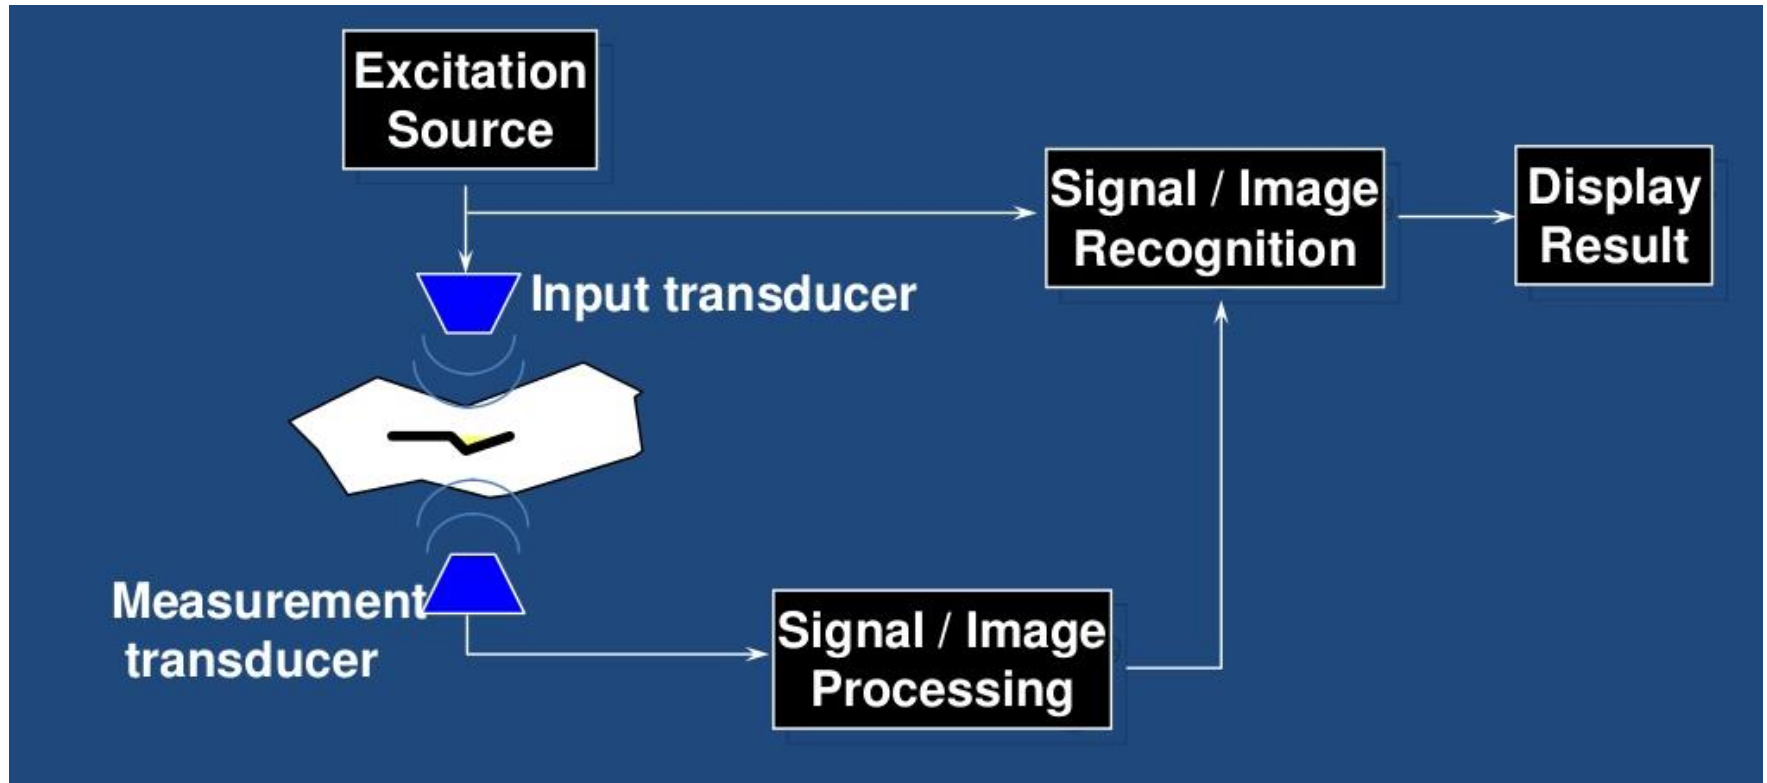 Excitation
Source
Signal / Image
Recognition
Display
Result
Input transducer
Measurement
transducer
Signal / Image
Processing